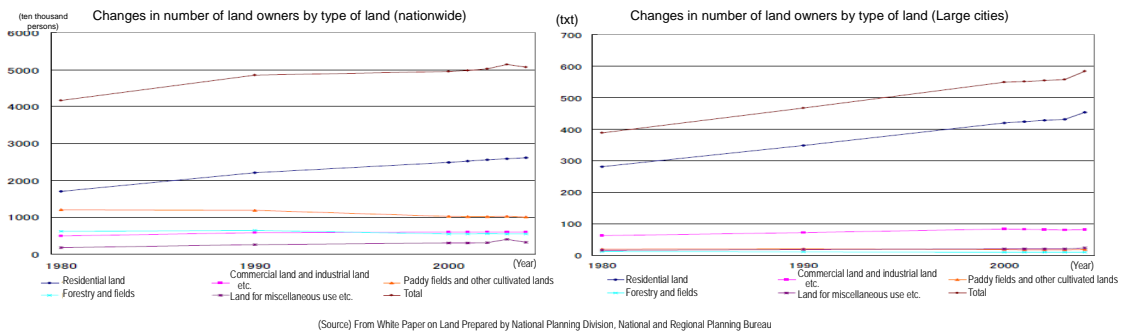 (ten thousand persons)
Changes in number of land owners by type of land (nationwide)
6000
5000
4000
3000
2000
1000
0
1980
1990
2000
(Year)
Residential land
Commercial land and industrial land etc.
Paddy fields and other cultivated lands
Forestry and fields
Land for miscellaneous use etc.
Total
(txt)
Changes in number of land owners by type of land (Large cities)
700
600
500
400
300
200
100
0
1980
1990
2000
(Year)
Residential land
Commercial land and industrial land etc.
Paddy fields and other cultivated lands
Forestry and fields
Land for miscellaneous use etc.
Total
(Source) From White Paper on Land Prepared by National Planning Division, National and Regional Planning Bureau